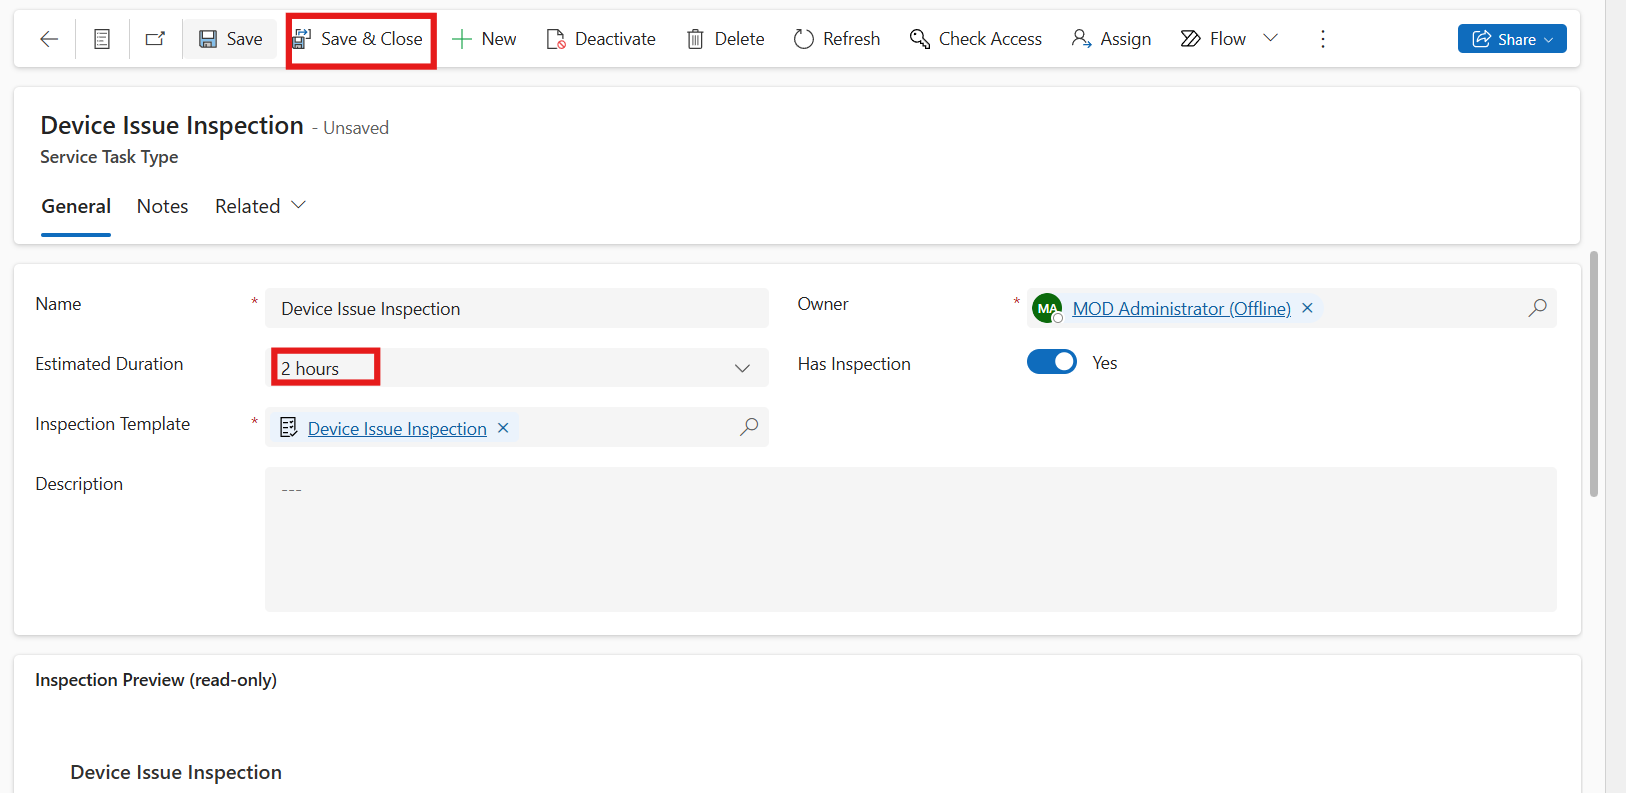 Save Save & Close New Deactivate Delete Refresh Check Access Assign Flow Share
Device Issue Inspection - Unsaved
Service Task Type
General Notes Related
Name * Device Issue Inspection Owner * MA MOD Administrator (Offline)
Estimated Duration 2 hours Has Inspection Yes
Inspection Template * Device Issue Inspection
Description ---
Inspection Preview (read-only)
Device Issue Inspection